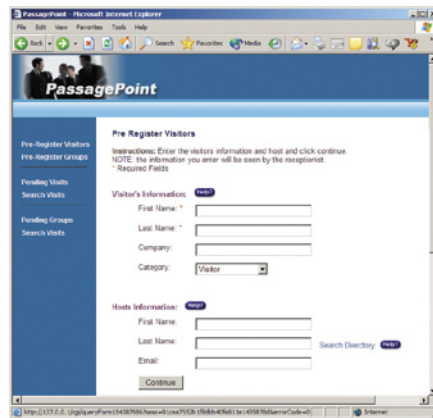 PassagePoint - Microsoft Internet Explorer
File Edit View Favorites Tools Help
Back Search Favorites Media
PassagePoint
Pre-Register Visitors
Pre-Register Groups
Pending Visits
Search Visits
Pending Groups
Search Visits
Pre Register Visitors
Instructions: Enter the visitors information and host and click continue.
NOTE: the information you enter will be seen by the receptionist.
* Required Fields
Visitor's Information: Help?
First Name: *
Last Name: *
Company:
Category: Visitor
Hosts Information: Help?
First Name:
Last Name: Search Directory Help?
Email:
Continue
Internet